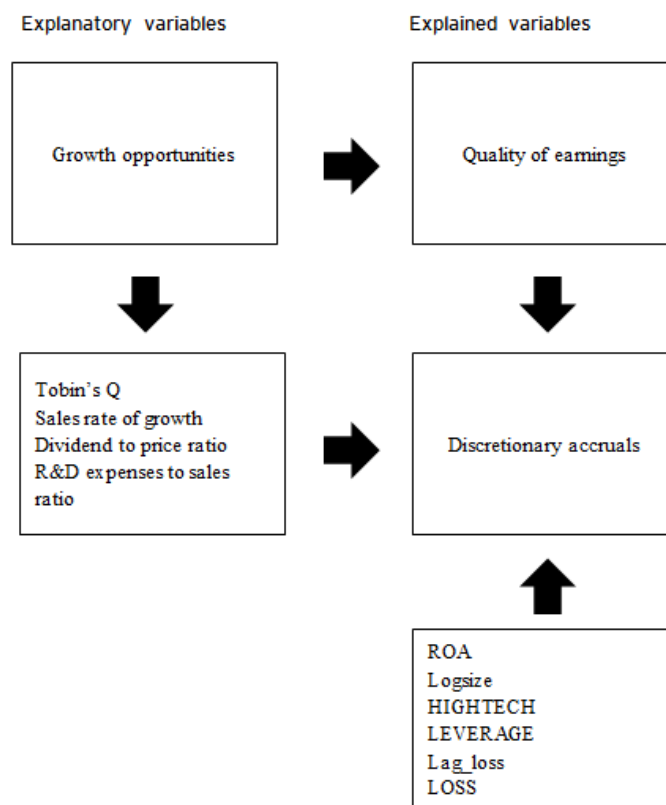 Explanatory variables
Explained variables
Growth opportunities
Quality of earnings
Tobin's Q
Sales rate of growth
Dividend to price ratio
R&D expenses to sales
ratio
Discretionary accruals
ROA
Logsize
HIGHTECH
LEVERAGE
Lag_loss
LOSS